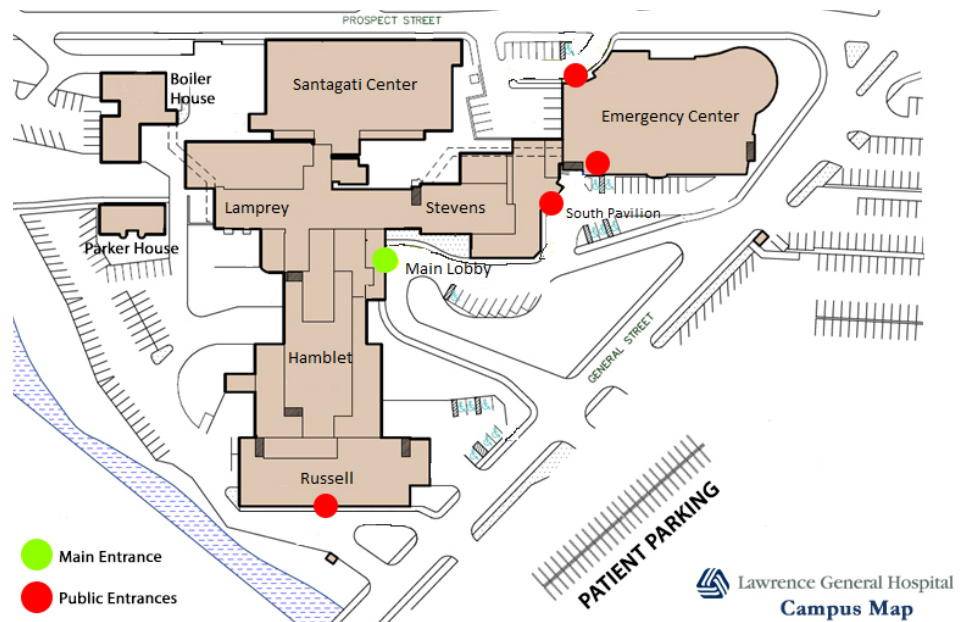 PROSPECT STREET
Boiler
House
Santagati Center
Emergency Center
Lamprey
Stevens
South Pavilion
Parker House
Main Lobby
Hamblet
GENERAL STREET
Russell
PATIENT PARKING
Main Entrance
Public Entrances
Lawrence General Hospital
Campus Map